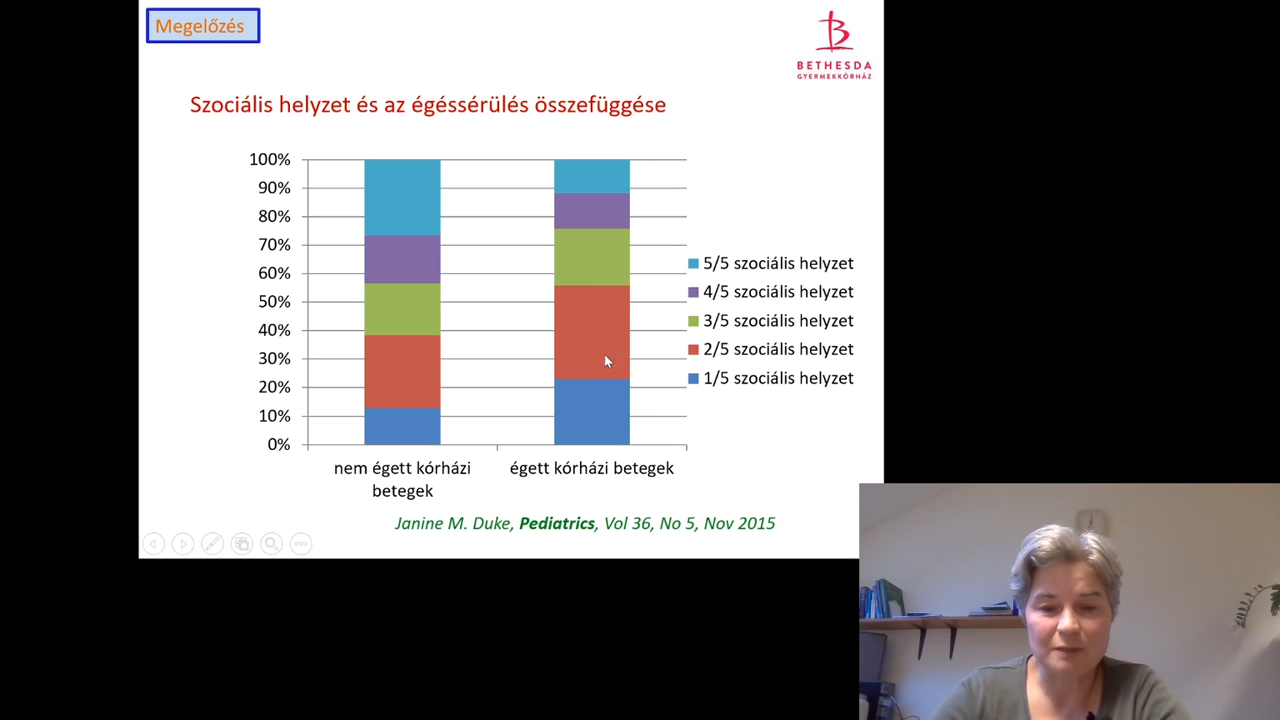 Megelőzés
BETHESDA
GYERMEKKÓRHÁZ
Szociális helyzet és az égéssérülés összefüggése
100%
90%
80%
70%
60%
50%
40%
30%
20%
10%
0%
5/5 szociális helyzet
4/5 szociális helyzet
3/5 szociális helyzet
2/5 szociális helyzet
1/5 szociális helyzet
nem égett kórházi
betegek
égett kórházi betegek
Janine M. Duke, Pediatrics, Vol 36, No 5, Nov 2015